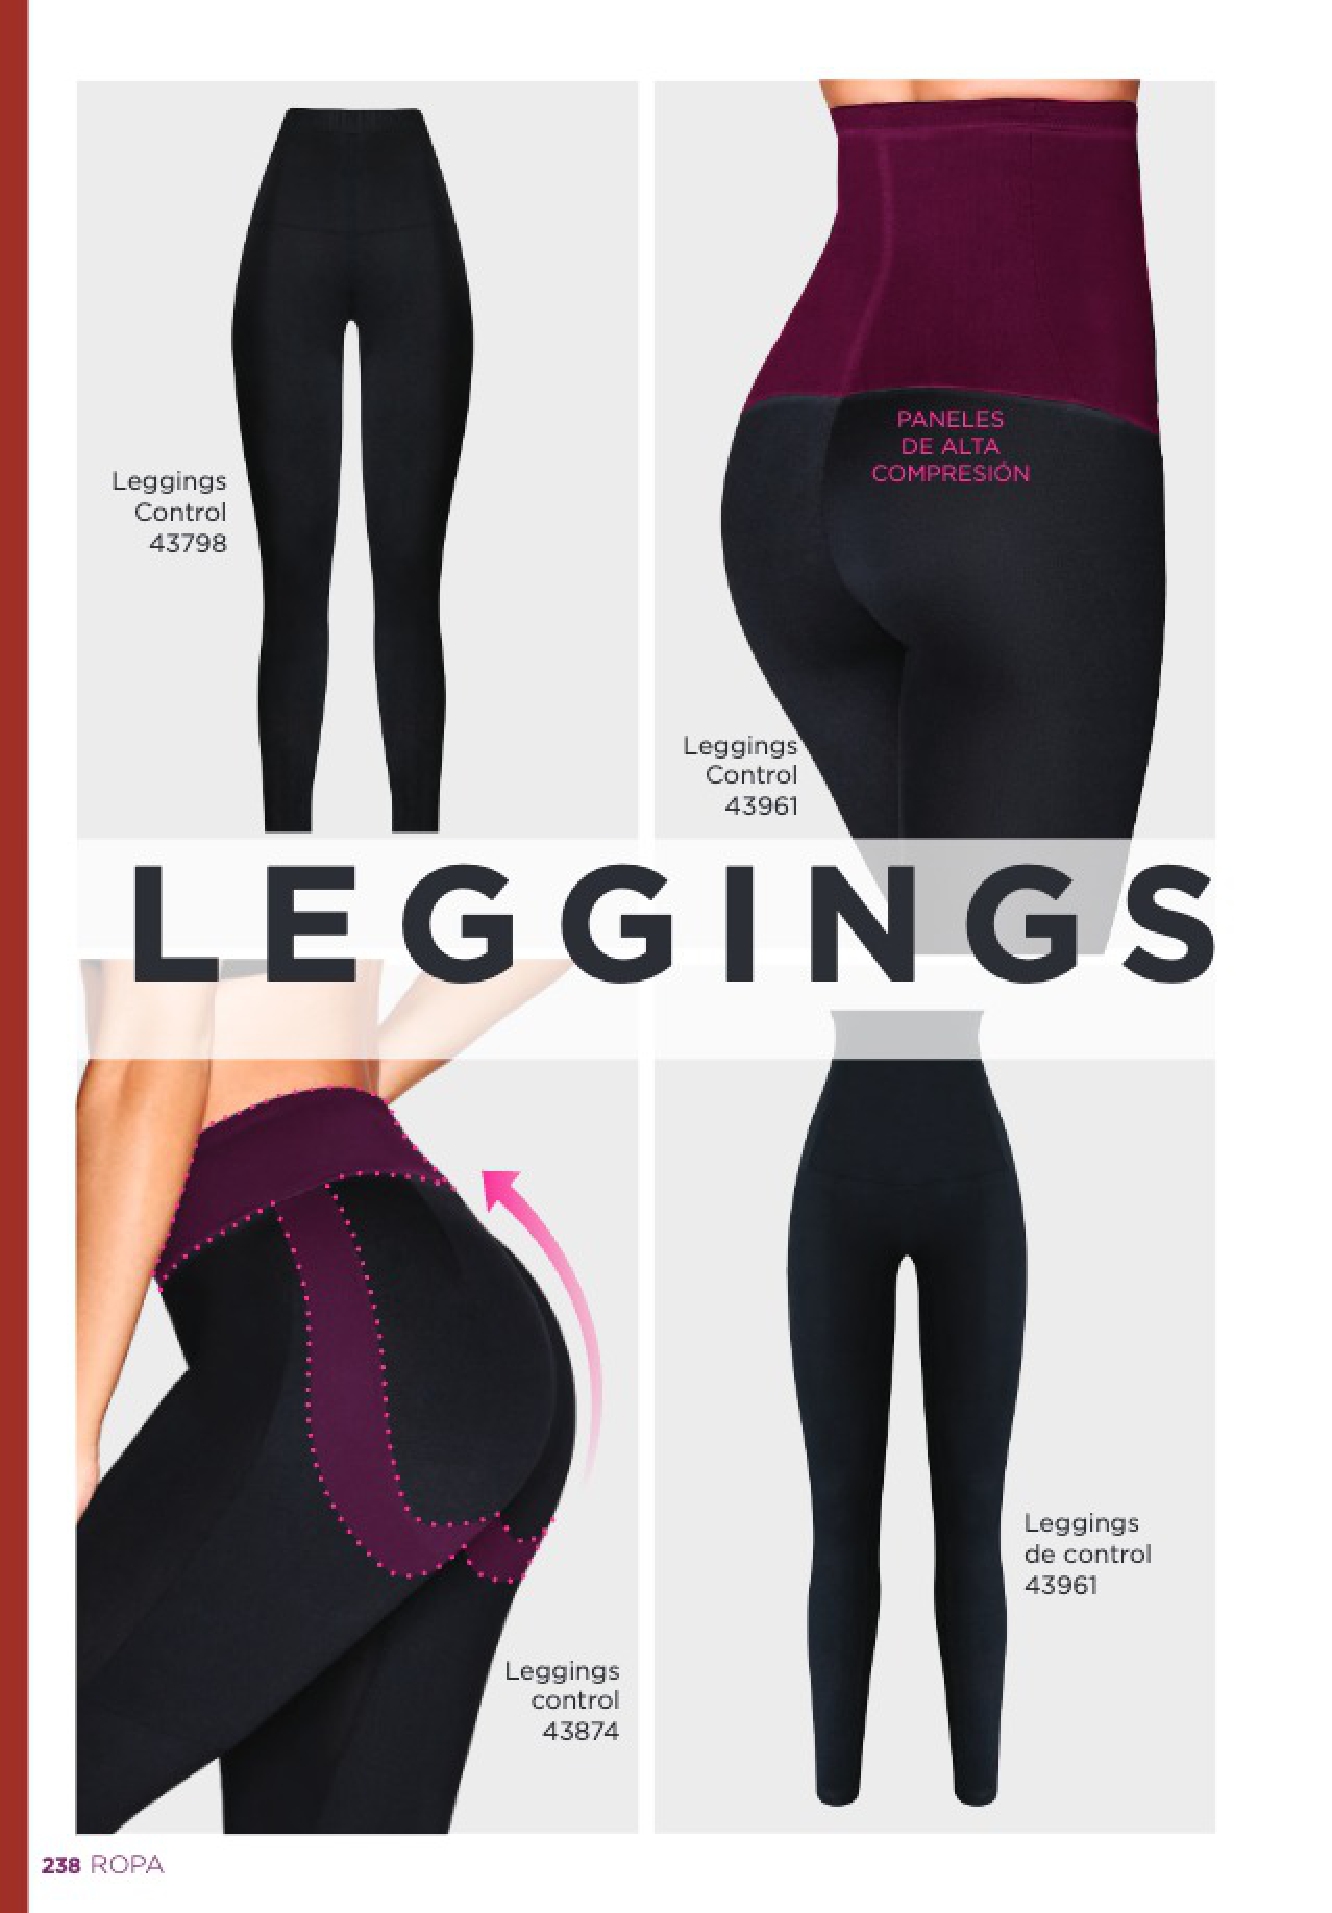 Leggings
Control
43798
PANELES
DE ALTA
COMPRESIÓN
Leggings
Control
43961
LEGGINGS
Leggings
control
43874
Leggings
de control
43961
238 ROPA